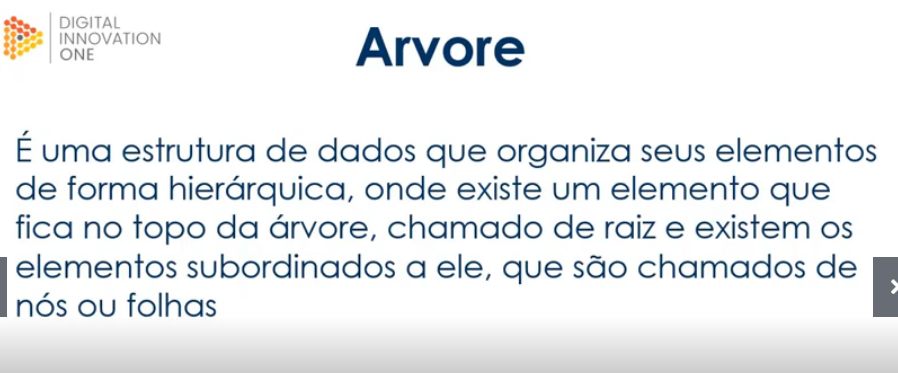 DIGITAL
INNOVATION
ONE
Arvore
É uma estrutura de dados que organiza seus elementos
de forma hierárquica, onde existe um elemento que
fica no topo da árvore, chamado de raiz e existem os
elementos subordinados a ele, que são chamados de
nós ou folhas